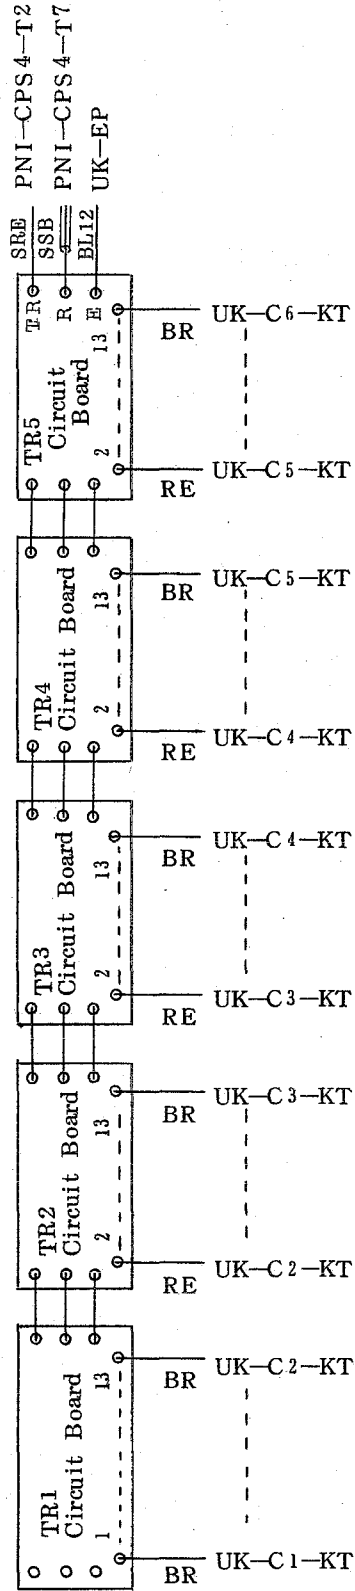 PNI-CPS4-T2
PNI-CPS4-T7
UK-EP
SRE
SSB
BL12
TR
R
E
13
TR5
Circuit
Board
2
BR
UK-C6-KT
RE
UK-C5-KT
TR4
Circuit Board
13
2
BR
UK-C5-KT
RE
UK-C4-KT
TR3
Circuit Board
13
2
BR
UK-C4-KT
RE
UK-C3-KT
TR2
Circuit Board
13
2
BR
UK-C3-KT
RE
UK-C2-KT
TR1
Circuit Board
13
1
BR
UK-C2-KT
BR
UK-C1-KT